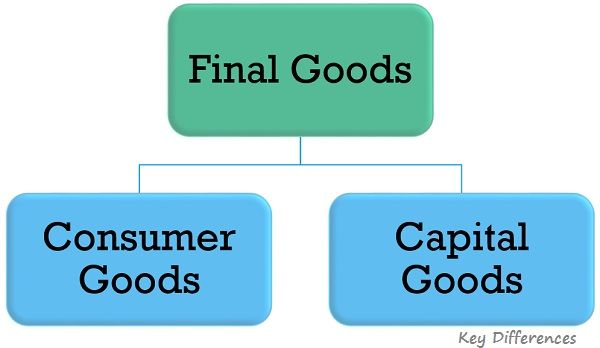 Final Goods
Consumer
Goods
Capital
Goods
Key Differences